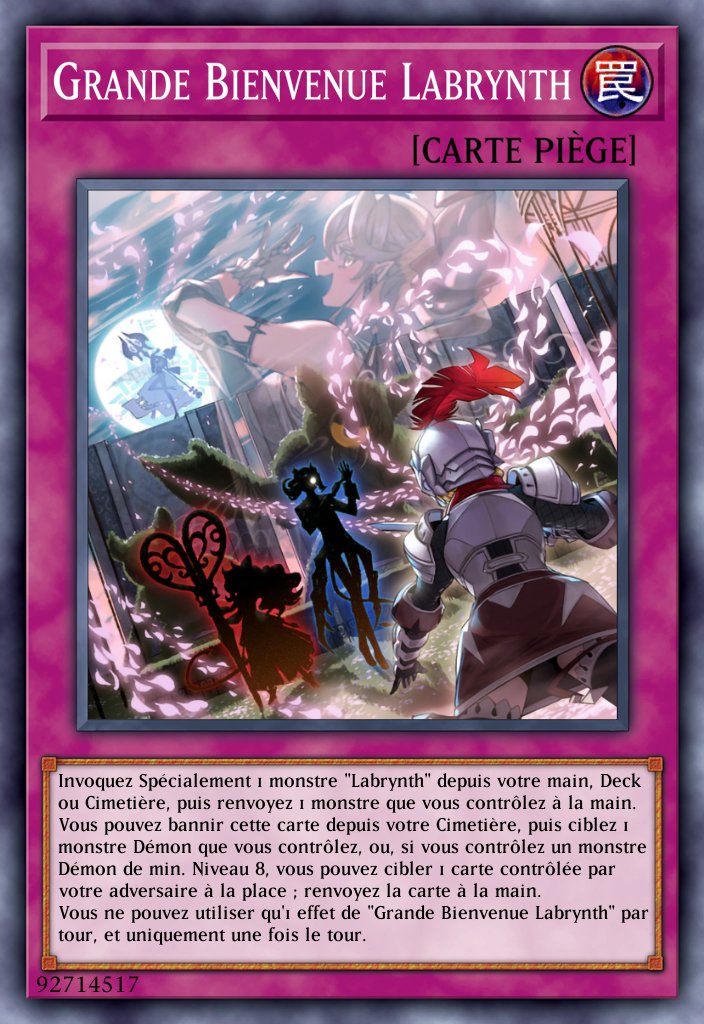 Grande Bienvenue Labrynth
罠
[CARTE PIÈGE]
Invoquez Spécialement 1 monstre "Labrynth" depuis votre main, Deck
ou Cimetière, puis renvoyez 1 monstre que vous contrôlez à la main.
Vous pouvez bannir cette carte depuis votre Cimetière, puis ciblez 1
monstre Démon que vous contrôlez, ou, si vous contrôlez un monstre
Démon de min. Niveau 8, vous pouvez cibler 1 carte contrôlée par
votre adversaire à la place ; renvoyez la carte à la main.
Vous ne pouvez utiliser qu'1 effet de "Grande Bienvenue Labrynth" par
tour, et uniquement une fois le tour.
92714517